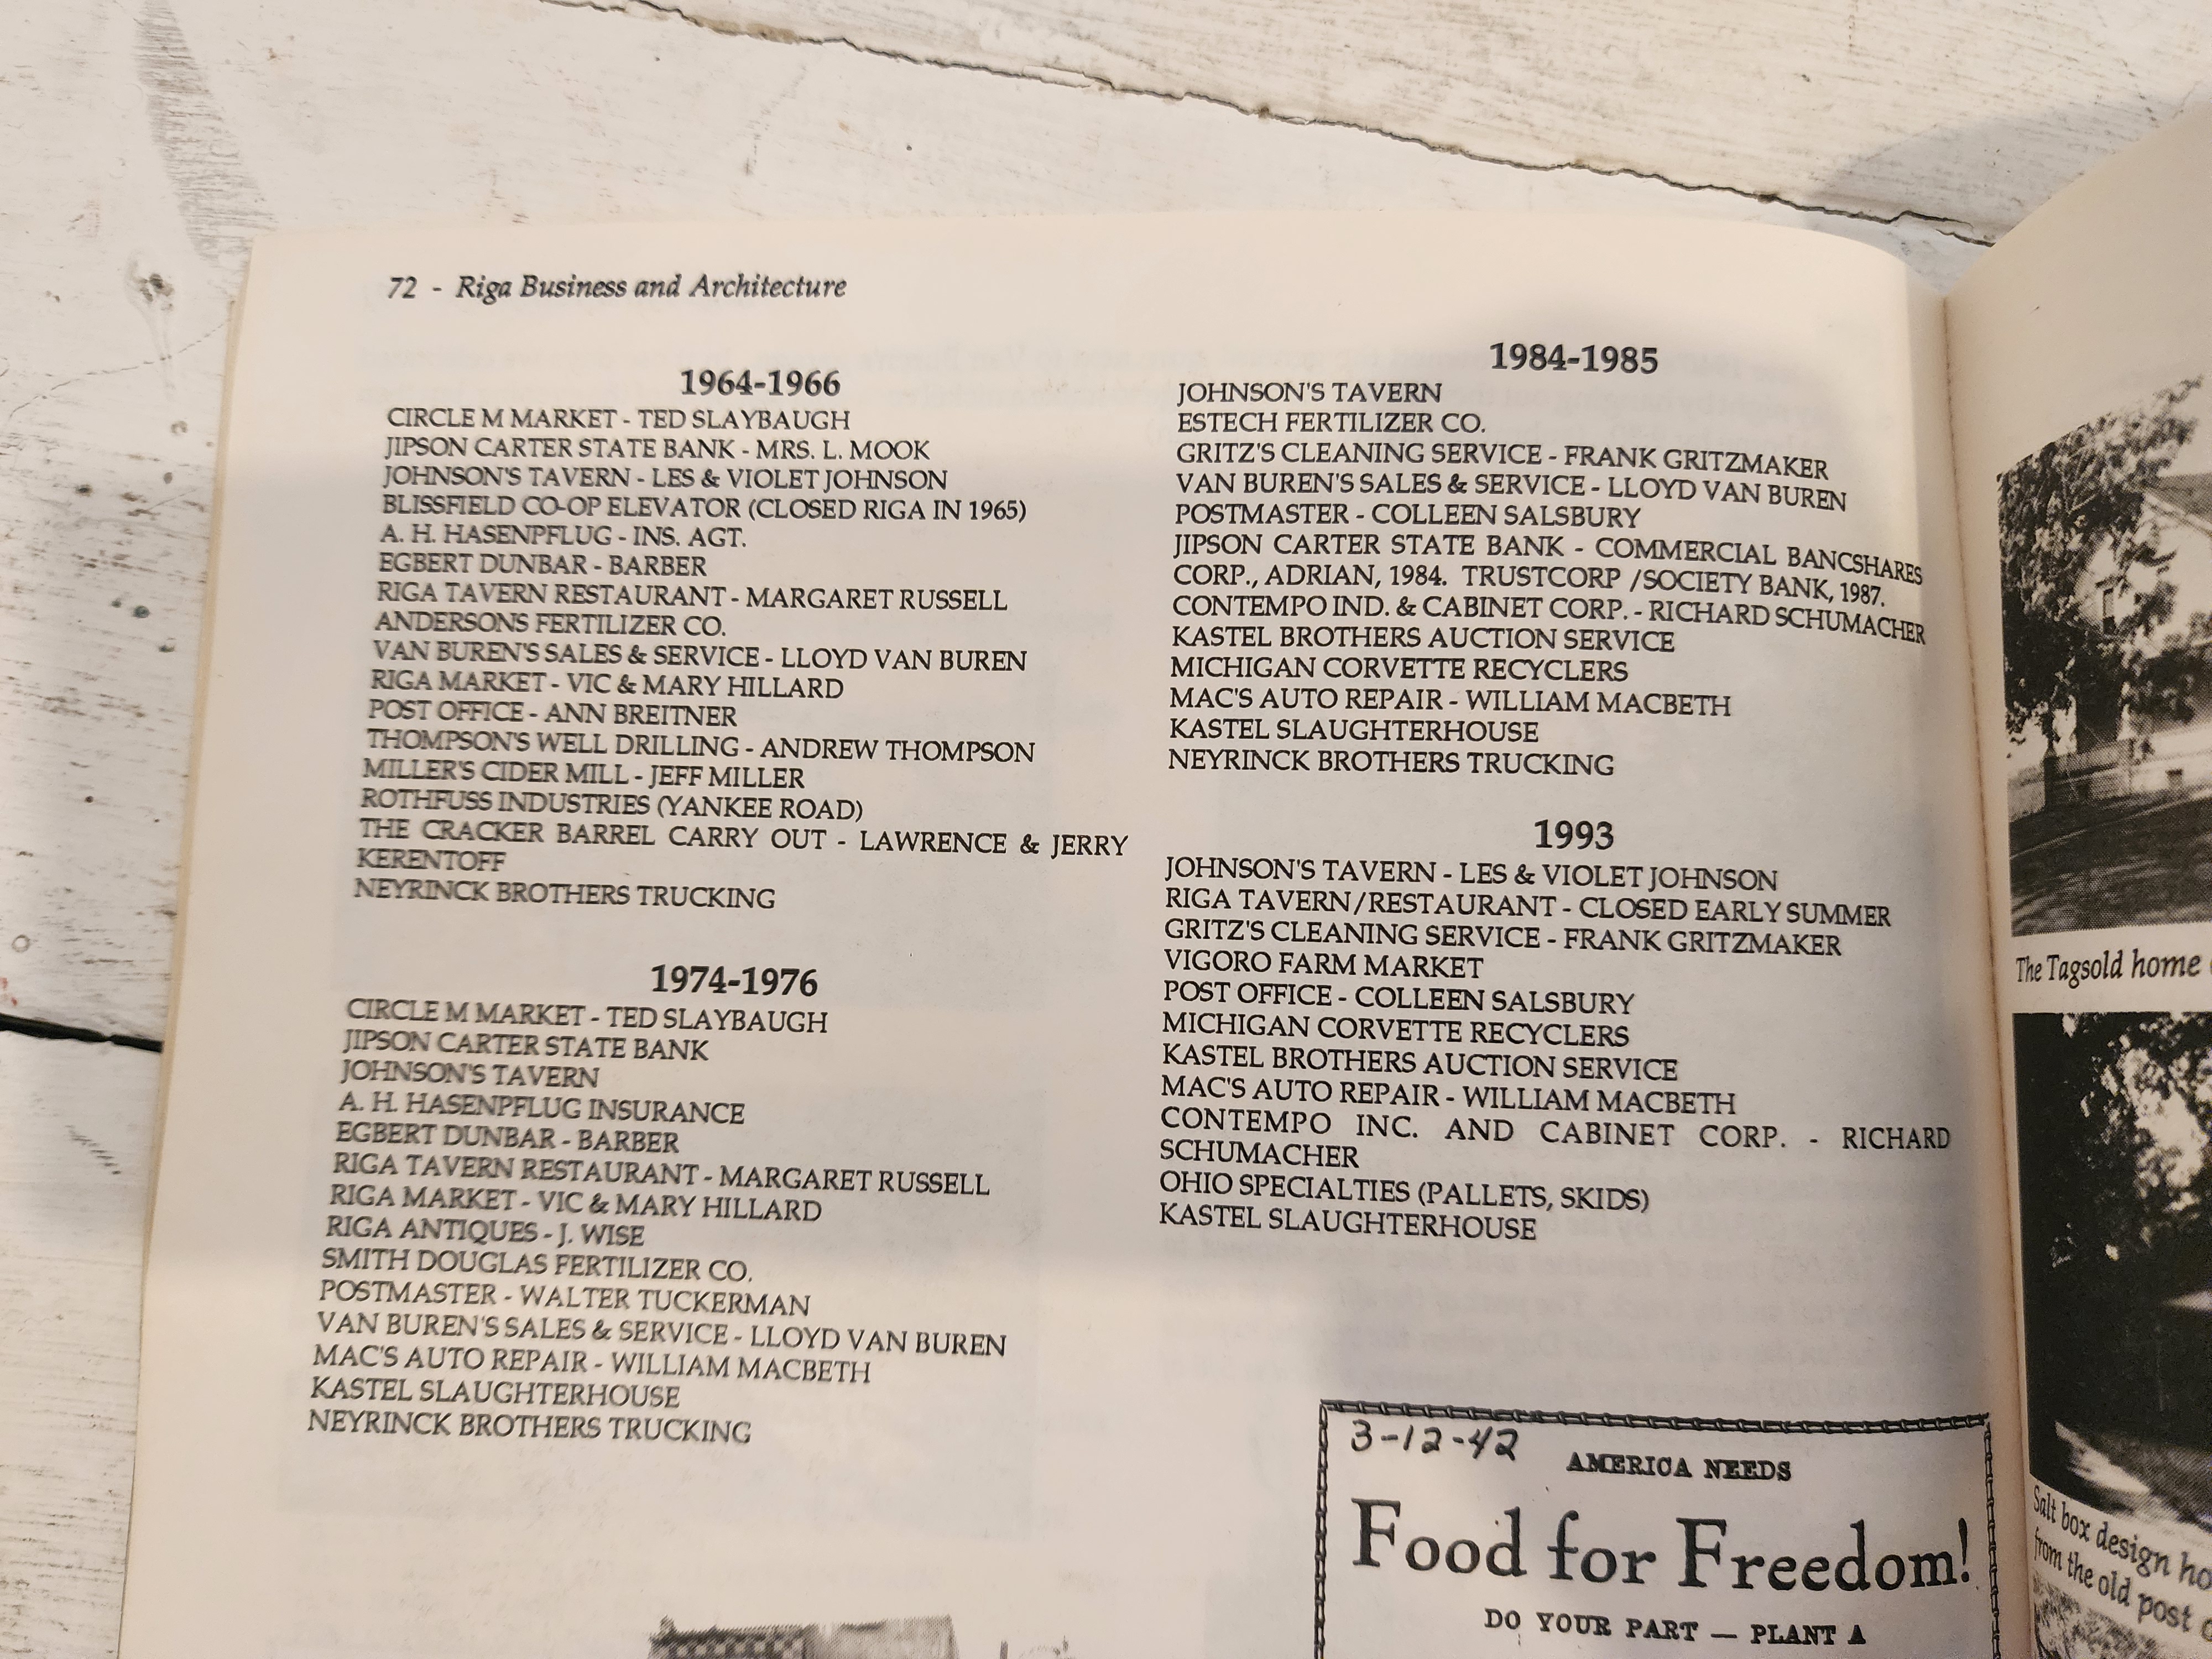 72 - Riga Business and Architecture
1964-1966
CIRCLE M MARKET - TED SLAYBAUGH
JIPSON CARTER STATE BANK - MRS. L. MOOK
JOHNSON'S TAVERN - LES & VIOLET JOHNSON
BLISSFIELD CO-OP ELEVATOR (CLOSED RIGA IN 1965)
A. H. HASENPFLUG - INS. AGT.
EGBERT DUNBAR - BARBER
RIGA TAVERN RESTAURANT - MARGARET RUSSELL
ANDERSONS FERTILIZER CO.
VAN BUREN'S SALES & SERVICE - LLOYD VAN BUREN
RIGA MARKET - VIC & MARY HILLARD
POST OFFICE - ANN BREITNER
THOMPSON'S WELL DRILLING - ANDREW THOMPSON
MILLER'S CIDER MILL - JEFF MILLER
ROTHFUSS INDUSTRIES (YANKEE ROAD)
THE CRACKER BARREL CARRY OUT - LAWRENCE & JERRY
KERENTOFF
NEYRINCK BROTHERS TRUCKING
1974-1976
CIRCLE M MARKET - TED SLAYBAUGH
JIPSON CARTER STATE BANK
JOHNSON'S TAVERN
A. H. HASENPFLUG INSURANCE
EGBERT DUNBAR - BARBER
RIGA TAVERN RESTAURANT - MARGARET RUSSELL
RIGA MARKET - VIC & MARY HILLARD
RIGA ANTIQUES - J. WISE
SMITH DOUGLAS FERTILIZER CO.
POSTMASTER - WALTER TUCKERMAN
VAN BUREN'S SALES & SERVICE - LLOYD VAN BUREN
MAC'S AUTO REPAIR - WILLIAM MACBETH
KASTEL SLAUGHTERHOUSE
NEYRINCK BROTHERS TRUCKING
1984-1985
JOHNSON'S TAVERN
ESTECH FERTILIZER CO.
GRITZ'S CLEANING SERVICE - FRANK GRITZMAKER
VAN BUREN'S SALES & SERVICE - LLOYD VAN BUREN
POSTMASTER - COLLEEN SALSBURY
JIPSON CARTER STATE BANK - COMMERCIAL BANCSHARES
CORP., ADRIAN, 1984. TRUSTCORP /SOCIETY BANK, 1987.
CONTEMPO IND. & CABINET CORP. - RICHARD SCHUMACHER
KASTEL BROTHERS AUCTION SERVICE
MICHIGAN CORVETTE RECYCLERS
MAC'S AUTO REPAIR - WILLIAM MACBETH
KASTEL SLAUGHTERHOUSE
NEYRINCK BROTHERS TRUCKING
1993
JOHNSON'S TAVERN - LES & VIOLET JOHNSON
RIGA TAVERN/RESTAURANT - CLOSED EARLY SUMMER
GRITZ'S CLEANING SERVICE - FRANK GRITZMAKER
VIGORO FARM MARKET
POST OFFICE - COLLEEN SALSBURY
MICHIGAN CORVETTE RECYCLERS
KASTEL BROTHERS AUCTION SERVICE
MAC'S AUTO REPAIR - WILLIAM MACBETH
CONTEMPO INC. AND CABINET CORP. - RICHARD
SCHUMACHER
OHIO SPECIALTIES (PALLETS, SKIDS)
KASTEL SLAUGHTERHOUSE
3-12-42
AMERICA NEEDS
Food for Freedom!
DO YOUR PART — PLANT A
The Tagsold home
Salt box design
from the old post